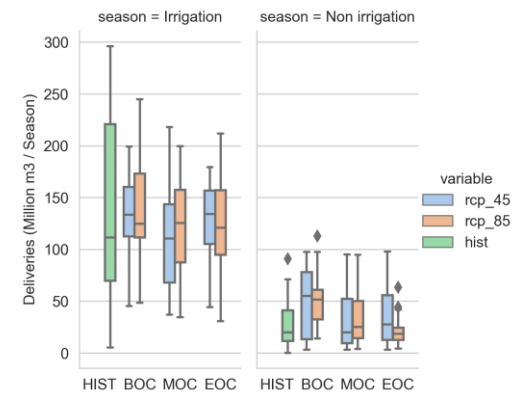 season = Irrigation
season = Non irrigation
300
250
200
150
100
50
0
Deliveries (Million m3 / Season)
HIST BOC MOC EOC
HIST BOC MOC EOC
variable
rcp_45
rcp_85
hist